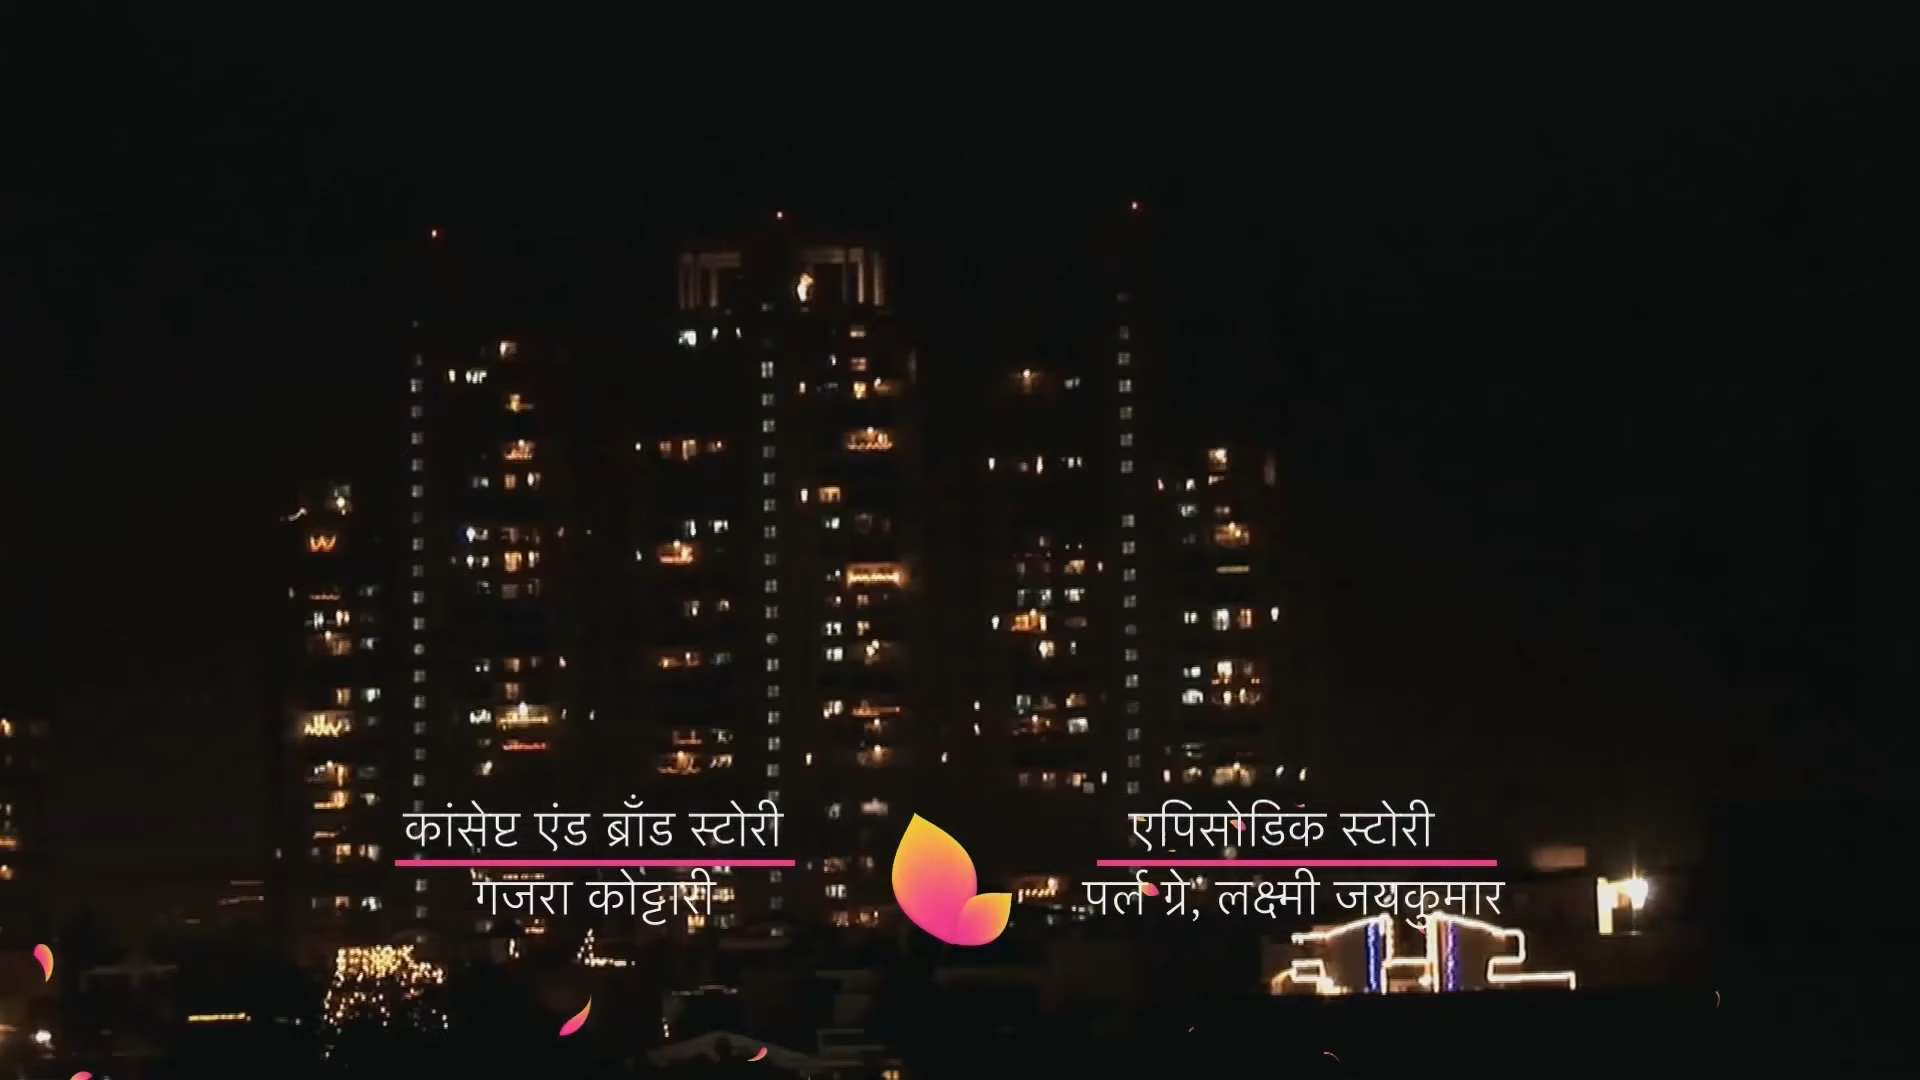 कांसेप्ट एंड ब्राँड स्टोरी
गजरा कोट्टारी
एपिसोडिक स्टोरी
पर्ल ग्रे, लक्ष्मी जयकुमार